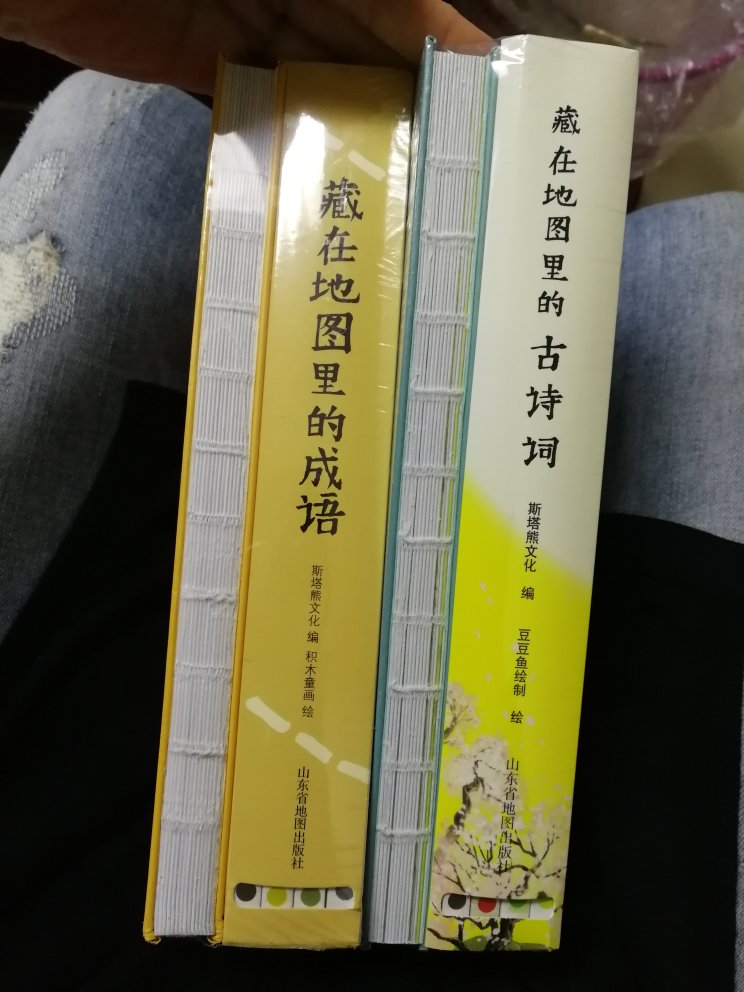 藏在地图里的成语
斯塔熊文化 编 积木童画 绘
山东省地图出版社
藏在地图里的古诗词
斯塔熊文化 编 豆豆鱼绘制 绘
山东省地图出版社